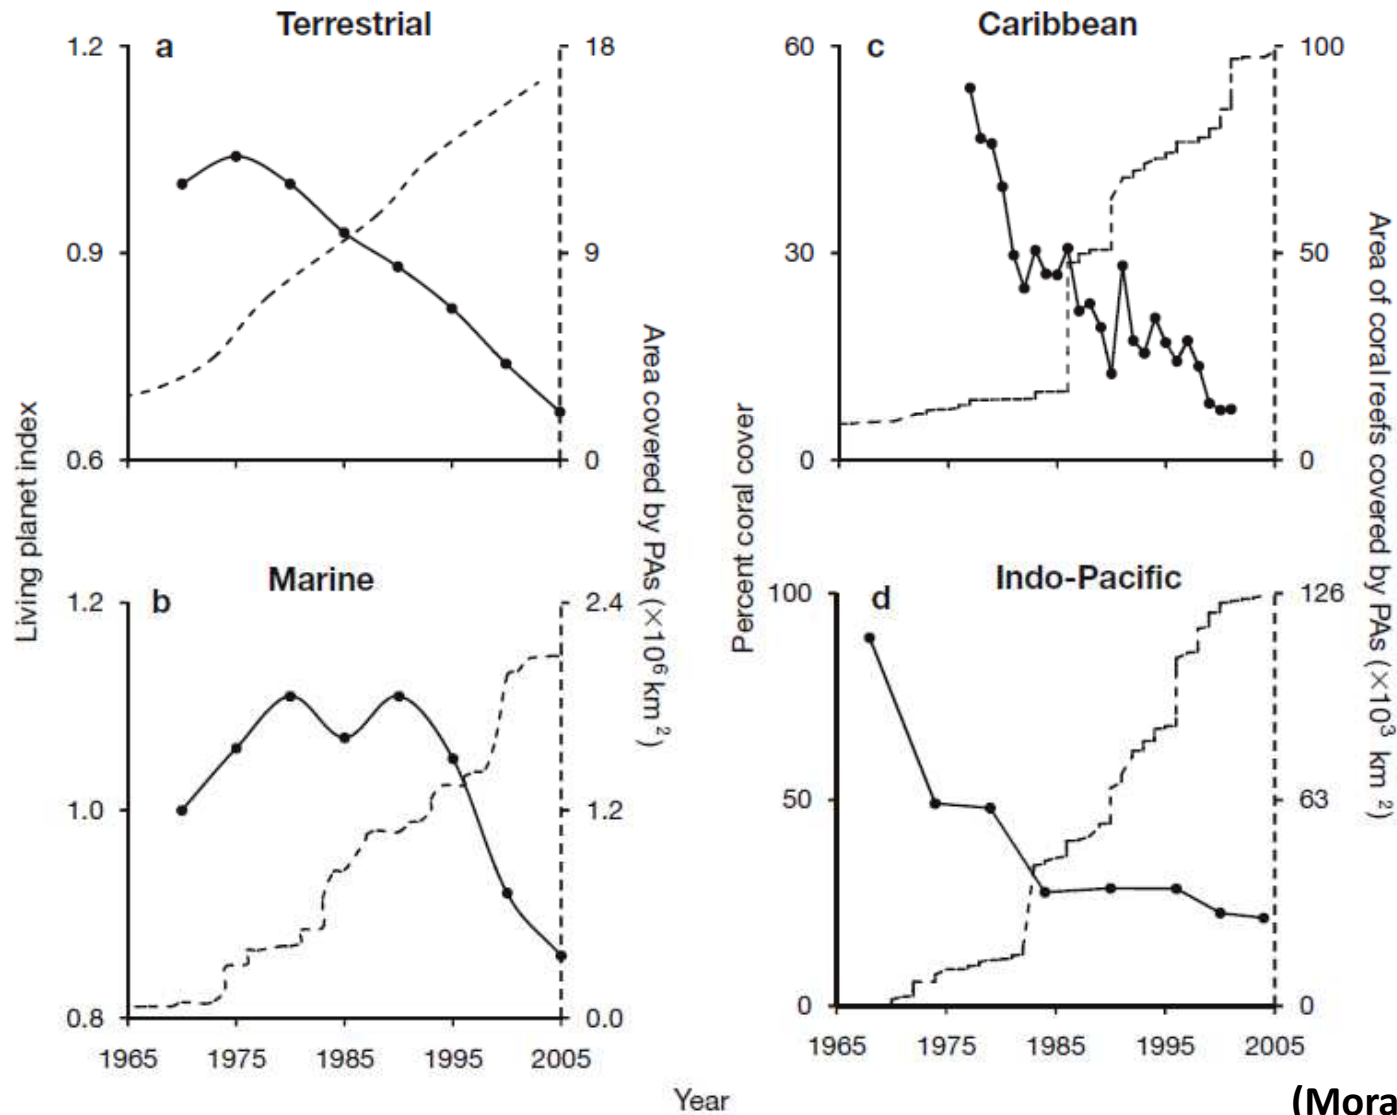 Terrestrial
a
1.2
0.9
0.6
18
9
0
Living planet index
Area covered by PAs (×10⁶ km²)
Marine
b
1.2
1.0
0.8
2.4
1.2
0.0
1965 1975 1985 1995 2005
Caribbean
c
60
30
0
100
50
0
Percent coral cover
Area of coral reefs covered by PAs (×10³ km²)
Indo-Pacific
d
100
50
0
126
63
0
1965 1975 1985 1995 2005
Year
(Mora